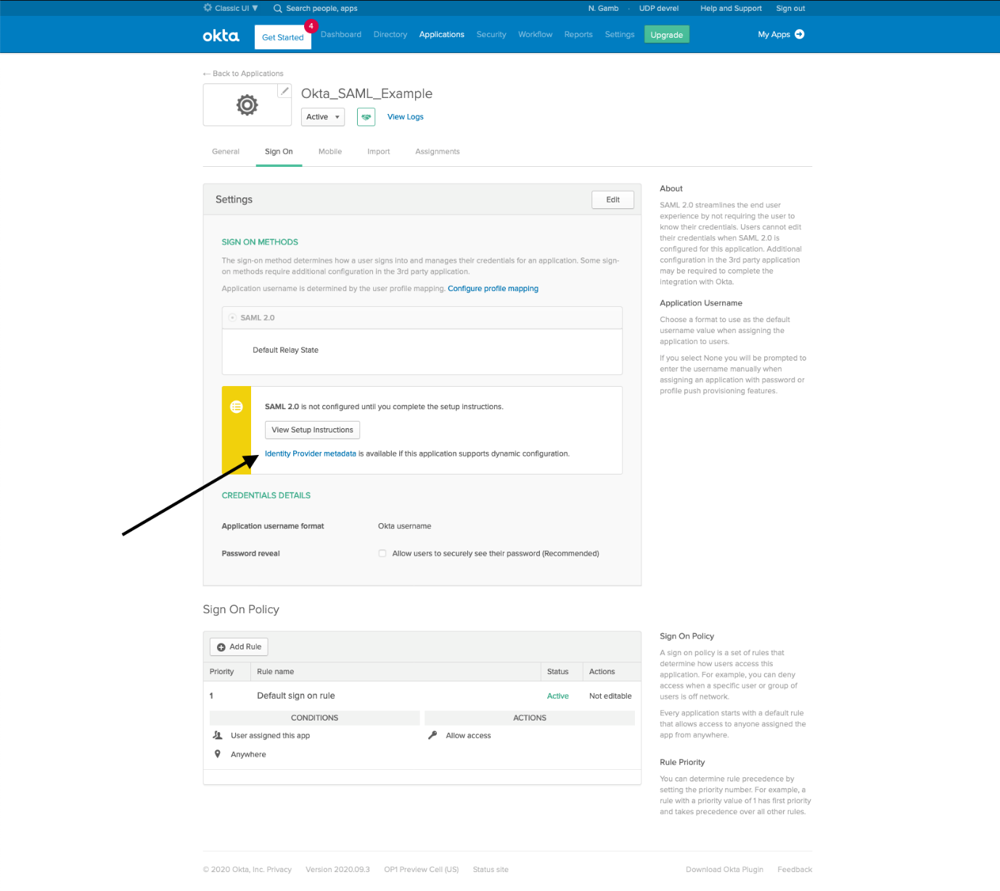 Classic UI ▼
Search people, apps
N. Gamb · UDP devrel
Help and Support
Sign out
okta
Get Started
4
Dashboard
Directory
Applications
Security
Workflow
Reports
Settings
Upgrade
My Apps
← Back to Applications
Okta_SAML_Example
Active ▼
View Logs
General
Sign On
Mobile
Import
Assignments
Settings
Edit
SIGN ON METHODS
The sign-on method determines how a user signs into and manages their credentials for an application. Some sign-
on methods require additional configuration in the 3rd party application.
Application username is determined by the user profile mapping. Configure profile mapping
SAML 2.0
Default Relay State
SAML 2.0 is not configured until you complete the setup instructions.
View Setup Instructions
Identity Provider metadata is available if this application supports dynamic configuration.
CREDENTIALS DETAILS
Application username format
Okta username
Password reveal
Allow users to securely see their password (Recommended)
About
SAML 2.0 streamlines the end user
experience by not requiring the user to
know their credentials. Users cannot edit
their credentials when SAML 2.0 is
configured for this application. Additional
configuration in the 3rd party application
may be required to complete the
integration with Okta.
Application Username
Choose a format to use as the default
username value when assigning the
application to users.
If you select None you will be prompted to
enter the username manually when
assigning an application with password or
profile push provisioning features.
Sign On Policy
Add Rule
Priority
Rule name
Status
Actions
1
Default sign on rule
Active
Not editable
CONDITIONS
ACTIONS
User assigned this app
Allow access
Anywhere
Sign On Policy
A sign on policy is a set of rules that
determine how users access this
application. For example, you can deny
access when a specific user or group of
users is off network.
Every application starts with a default rule
that allows access to anyone assigned the
app from anywhere.
Rule Priority
You can determine rule precedence by
setting the priority number. For example, a
rule with a priority value of 1 has first priority
and takes precedence over all other rules.
© 2020 Okta, Inc. Privacy
Version 2020.09.3
OP1 Preview Cell (US)
Status site
Download Okta Plugin
Feedback